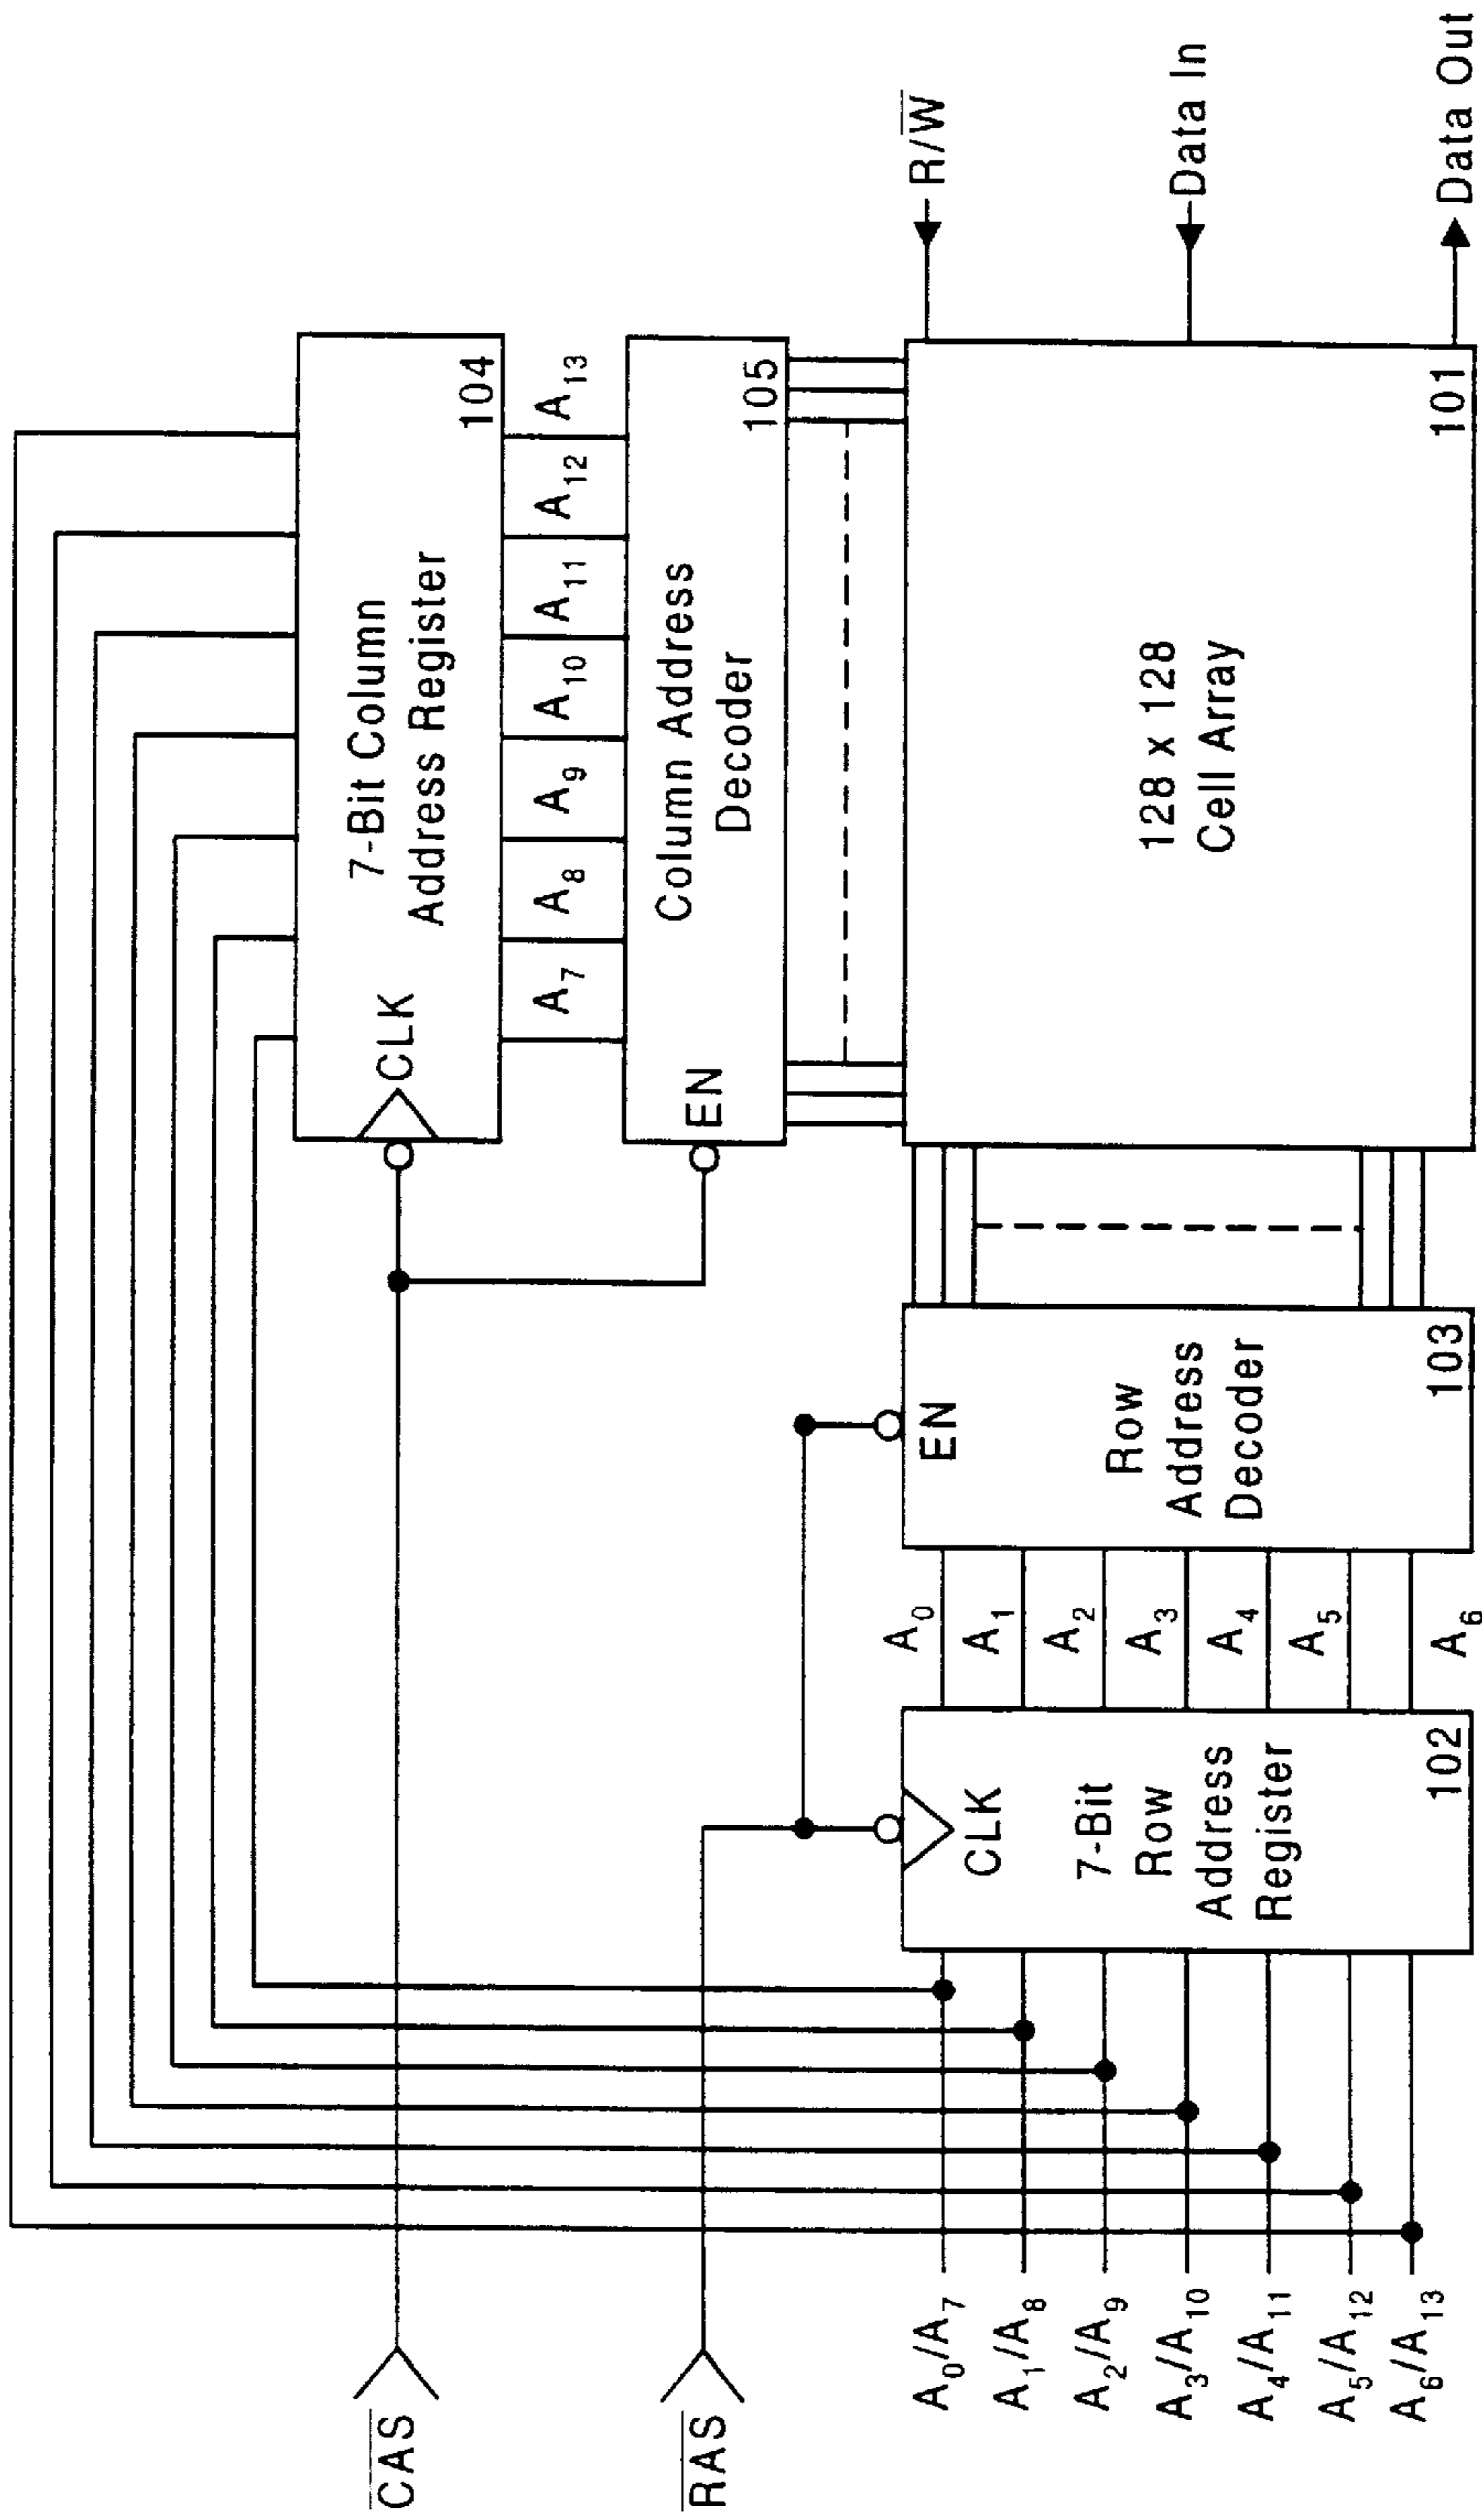 C̅A̅S̅
R̅A̅S̅
A₀/A₇
A₁/A₈
A₂/A₉
A₃/A₁₀
A₄/A₁₁
A₅/A₁₂
A₆/A₁₃
CLK
7-Bit Column
Address Register
104
A₇ A₈ A₉ A₁₀ A₁₁ A₁₂ A₁₃
EN
Column Address
Decoder
105
CLK
7-Bit
Row
Address
Register
102
A₀
A₁
A₂
A₃
A₄
A₅
A₆
EN
Row
Address
Decoder
103
128 x 128
Cell Array
101
R/W̅
Data In
Data Out